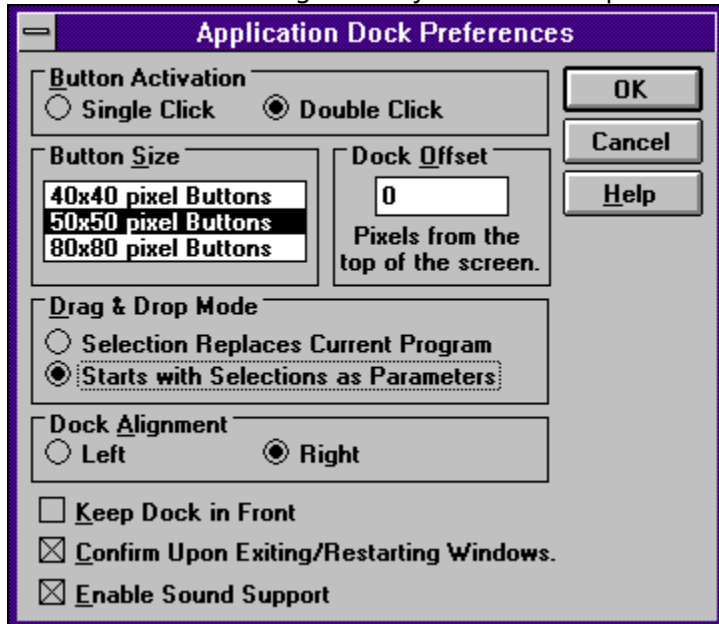 Application Dock Preferences
Button Activation
Single Click
Double Click
OK
Cancel
Help
Button Size
40x40 pixel Buttons
50x50 pixel Buttons
80x80 pixel Buttons
Dock Offset
0
Pixels from the
top of the screen.
Drag & Drop Mode
Selection Replaces Current Program
Starts with Selections as Parameters
Dock Alignment
Left
Right
Keep Dock in Front
Confirm Upon Exiting/Restarting Windows.
Enable Sound Support